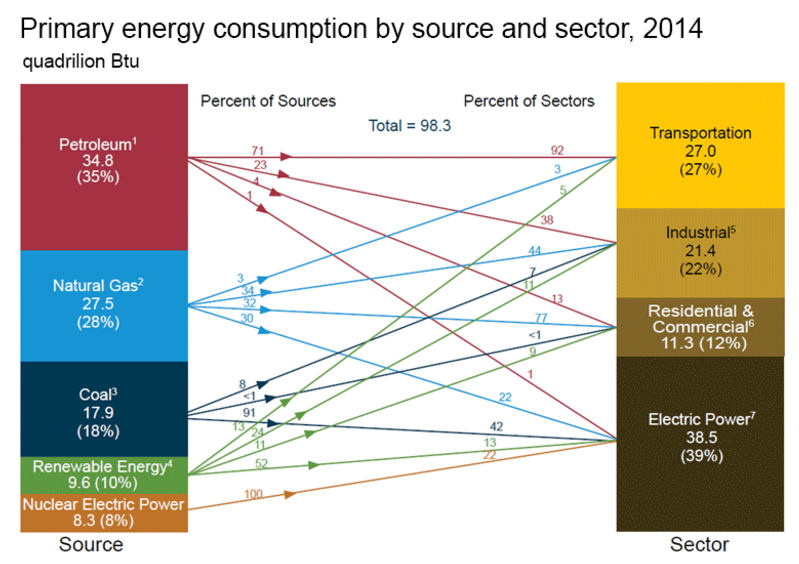 Primary energy consumption by source and sector, 2014
quadrilion Btu
Percent of Sources
Percent of Sectors
Total = 98.3
Petroleum¹
34.8
(35%)
Natural Gas²
27.5
(28%)
Coal³
17.9
(18%)
Renewable Energy⁴
9.6 (10%)
Nuclear Electric Power
8.3 (8%)
Source
71
23
4
1
3
34
32
30
8
<1
91
13
24
11
52
100
92
3
5
38
44
7
11
13
77
<1
9
1
22
42
13
22
Transportation
27.0
(27%)
Industrial⁵
21.4
(22%)
Residential &
Commercial⁶
11.3 (12%)
Electric Power⁷
38.5
(39%)
Sector